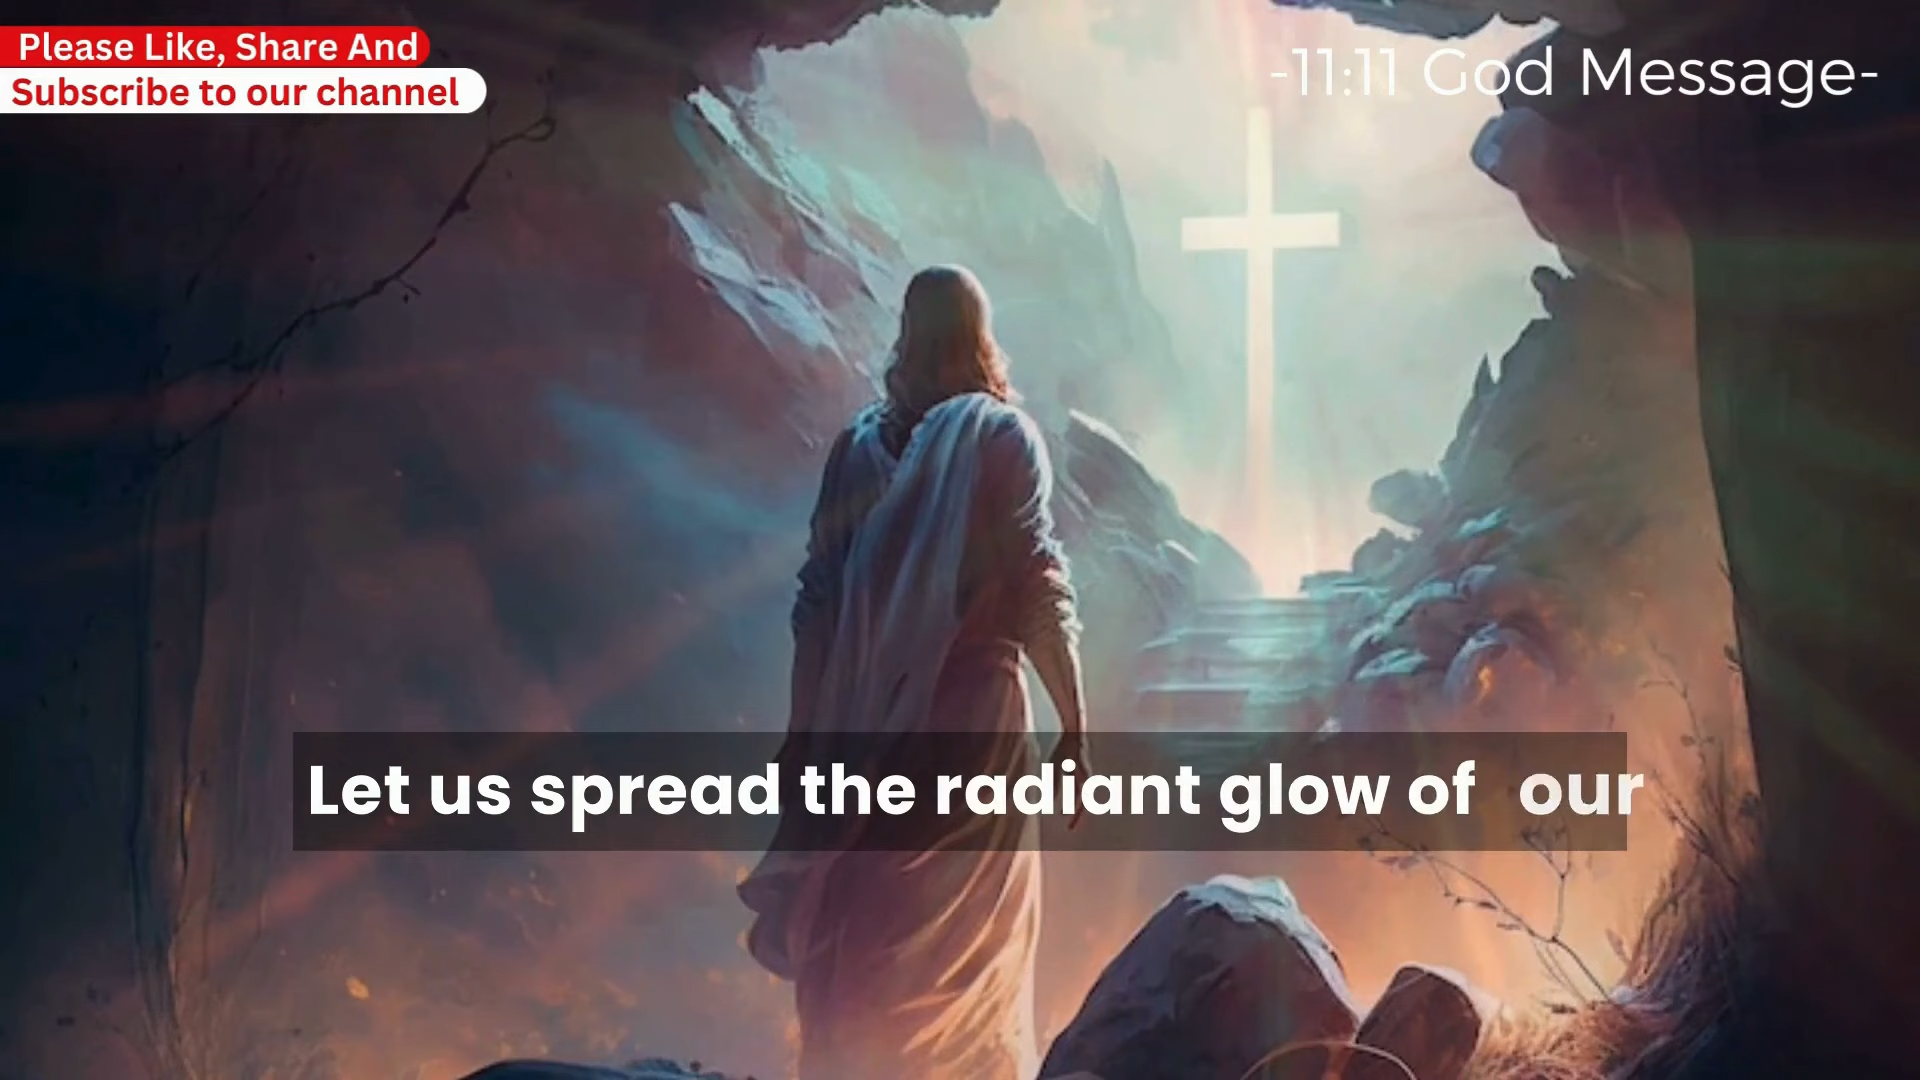 Please Like, Share And
Subscribe to our channel
-11:11 God Message-
Let us spread the radiant glow of our